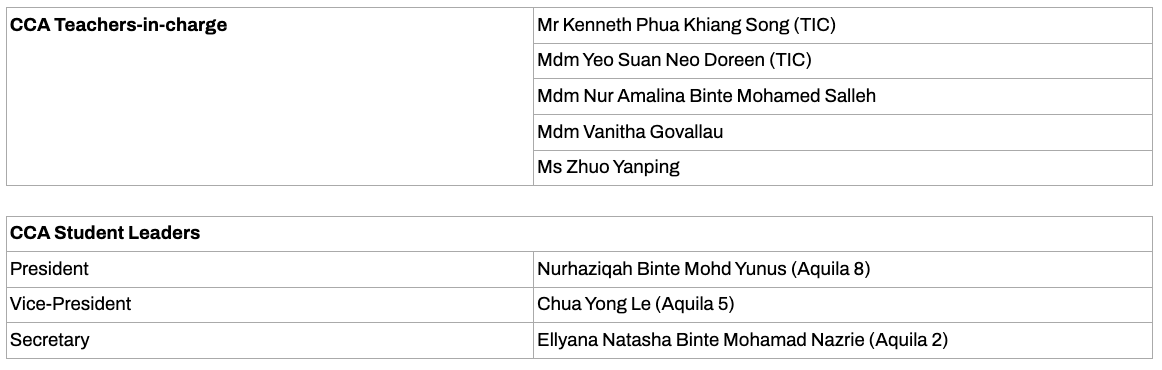 CCA Teachers-in-charge
Mr Kenneth Phua Khiang Song (TIC)
Mdm Yeo Suan Neo Doreen (TIC)
Mdm Nur Amalina Binte Mohamed Salleh
Mdm Vanitha Govallau
Ms Zhuo Yanping
CCA Student Leaders
President
Nurhaziqah Binte Mohd Yunus (Aquila 8)
Vice-President
Chua Yong Le (Aquila 5)
Secretary
Ellyana Natasha Binte Mohamad Nazrie (Aquila 2)